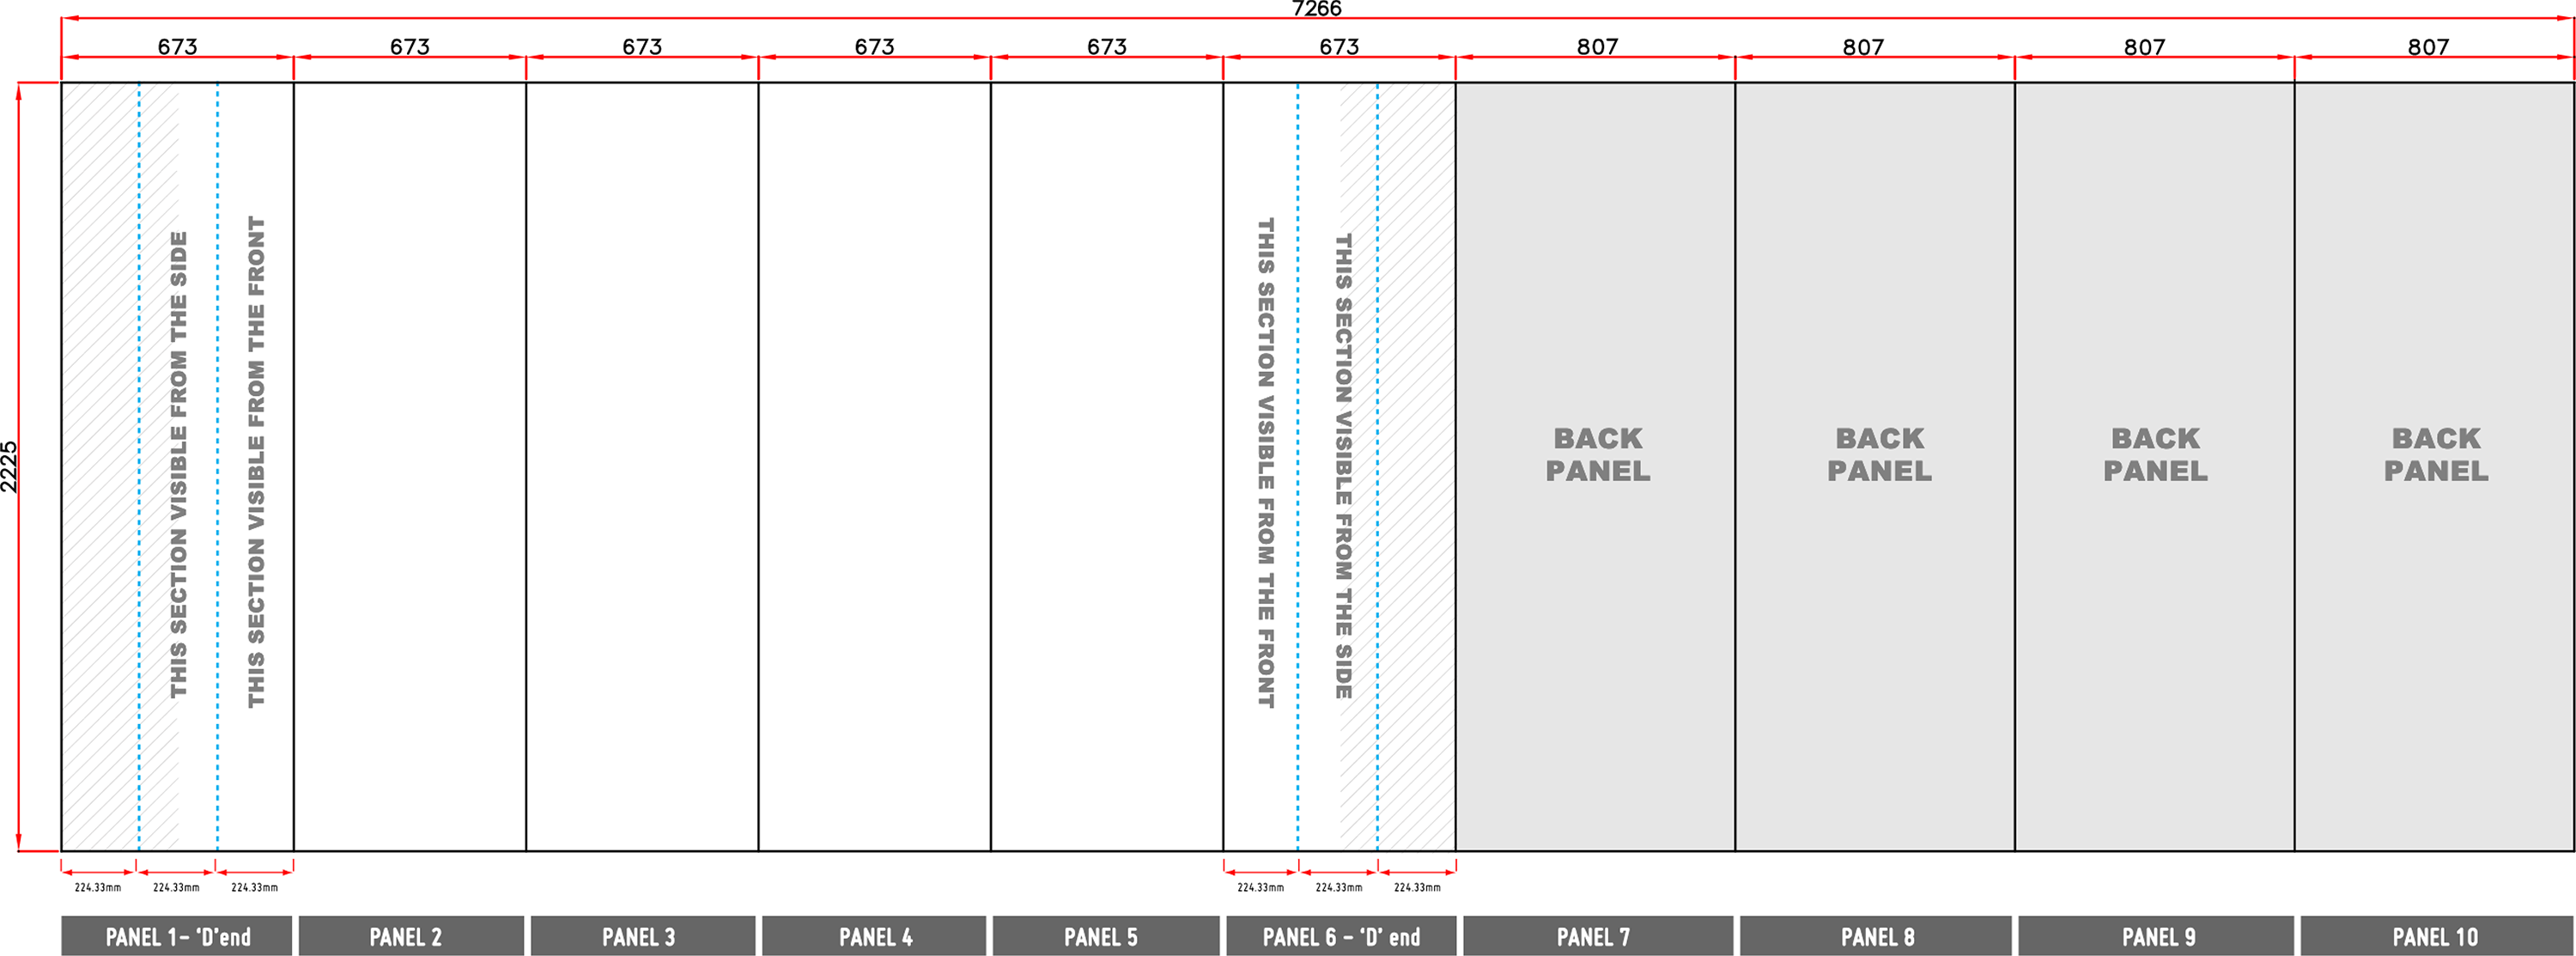 7266
673
673
673
673
673
673
807
807
807
807
2225
THIS SECTION VISIBLE FROM THE SIDE
THIS SECTION VISIBLE FROM THE FRONT
THIS SECTION VISIBLE FROM THE FRONT
THIS SECTION VISIBLE FROM THE SIDE
BACK
PANEL
BACK
PANEL
BACK
PANEL
BACK
PANEL
224.33mm
224.33mm
224.33mm
224.33mm
224.33mm
224.33mm
PANEL 1- ‘D’end
PANEL 2
PANEL 3
PANEL 4
PANEL 5
PANEL 6 - ‘D’ end
PANEL 7
PANEL 8
PANEL 9
PANEL 10